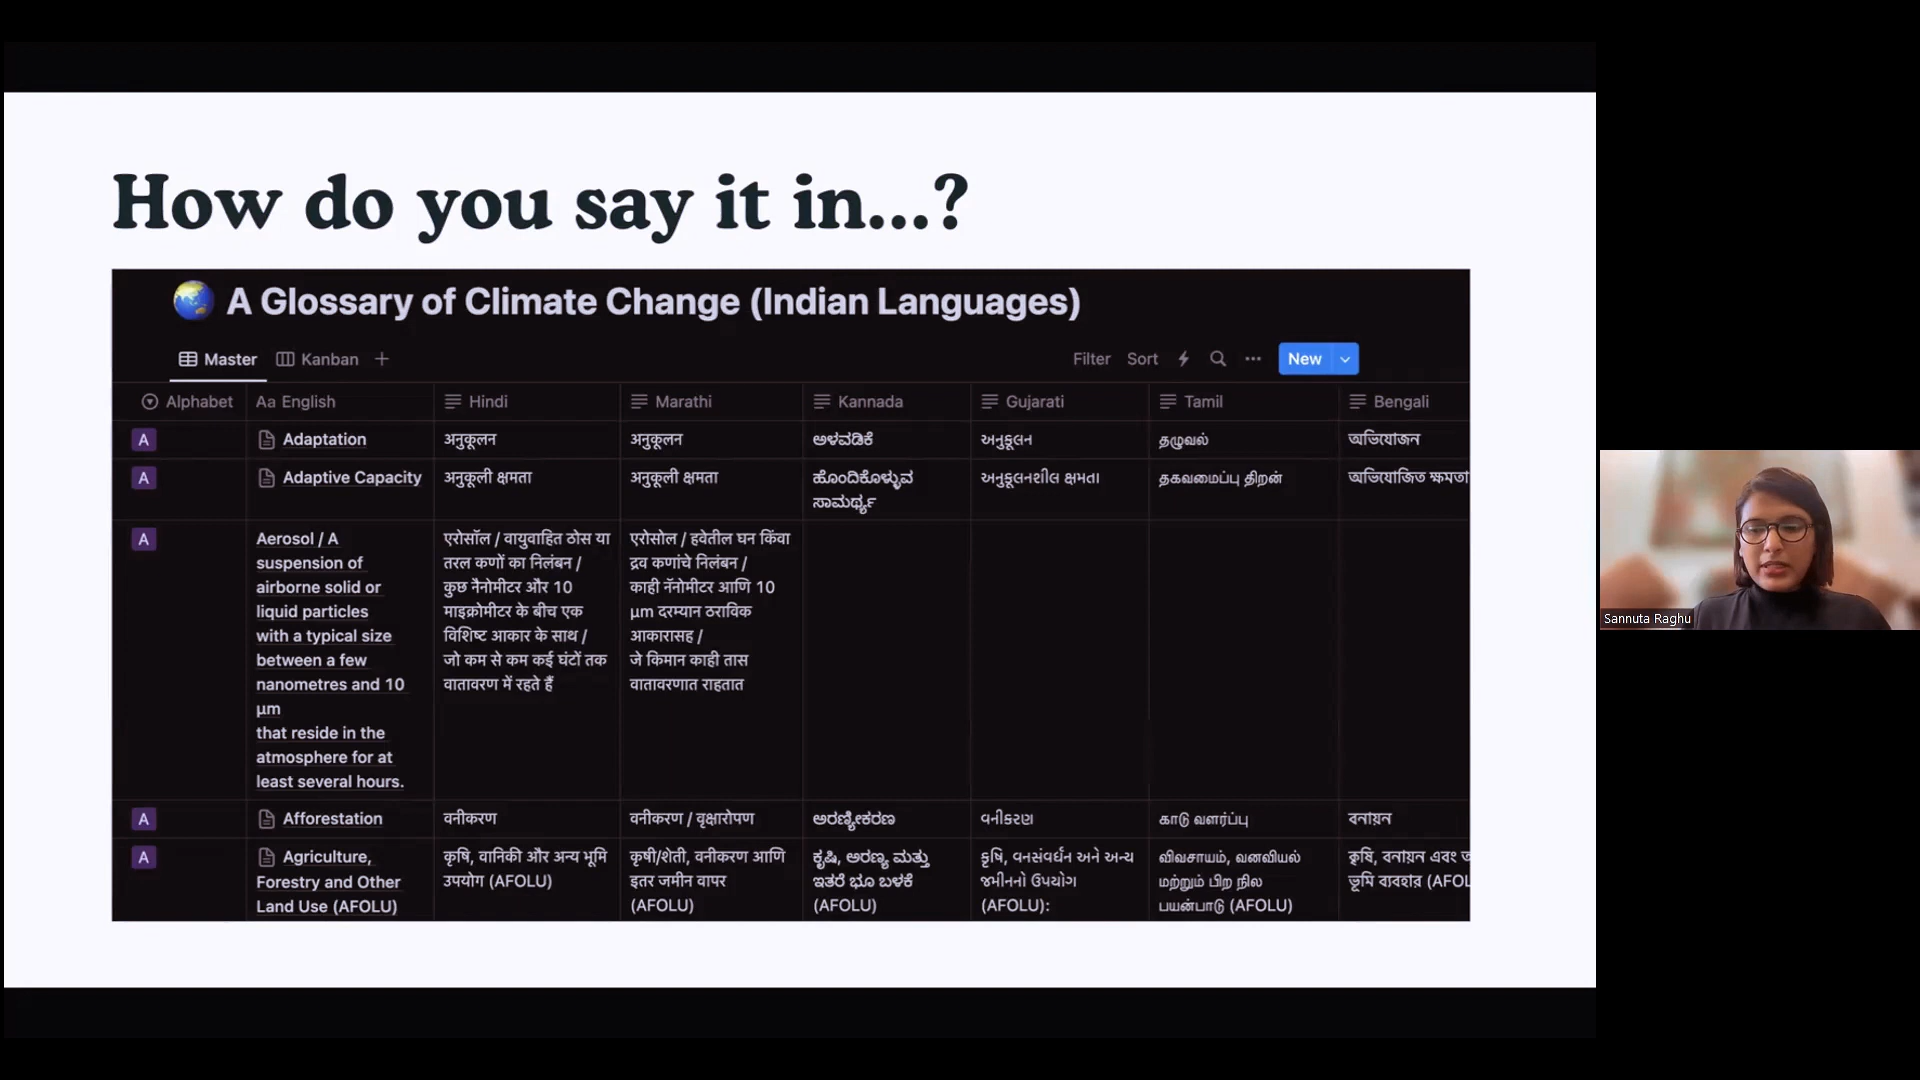 How do you say it in...?
A Glossary of Climate Change (Indian Languages)
Master Kanban Filter Sort New
Alphabet Aa English Hindi Marathi Kannada Gujarati Tamil Bengali
A Adaptation अनुकूलन अनुकूलन ಅಳವಡಿಕೆ અનુકૂલન தழுவல் অভিযোজন
A Adaptive Capacity अनुकूली क्षमता अनुकूली क्षमता ಹೊಂದಿಕೊಳ್ಳುವ અનુકૂલનશીલ ક્ષમતા தகவமைப்பு திறன் অভিযোজিত ক্ষমতা
ಸಾಮರ್ಥ್ಯ
A Aerosol / A एरोसॉल / वायुवाहित ठोस या एरोसोल / हवेतील घन किंवा
suspension of तरल कणों का निलंबन / द्रव कणांचे निलंबन /
airborne solid or कुछ नैनोमीटर और 10 काही नॅनोमीटर आणि 10
liquid particles माइक्रोमीटर के बीच एक µm दरम्यान ठराविक
with a typical size विशिष्ट आकार के साथ / आकारासह /
between a few जो कम से कम कई घंटों तक जे किमान काही तास
nanometres and 10 वातावरण में रहते हैं वातावरणात राहतात
µm
that reside in the
atmosphere for at
least several hours.
A Afforestation वनीकरण वनीकरण / वृक्षारोपण ಅರಣ್ಯೀಕರಣ વનીકરણ காடு வளர்ப்பு বনায়ন
A Agriculture, कृषि, वानिकी और अन्य भूमि कृषी/शेती, वनीकरण आणि ಕೃಷಿ, ಅರಣ್ಯ ಮತ್ತು કૃષિ, વનસંવર્ધન અને અન્ય விவசாயம், வனவியல் কৃষি, বনায়ন এবং
Forestry and Other उपयोग (AFOLU) इतर जमीन वापर ಇತರೆ ಭೂ ಬಳಕೆ જમીનનો ઉપયોગ மற்றும் பிற நில ভূমি ব্যবহার (AFOL
Land Use (AFOLU) (AFOLU) (AFOLU) (AFOLU): பயன்பாடு (AFOLU)
Sannuta Raghu